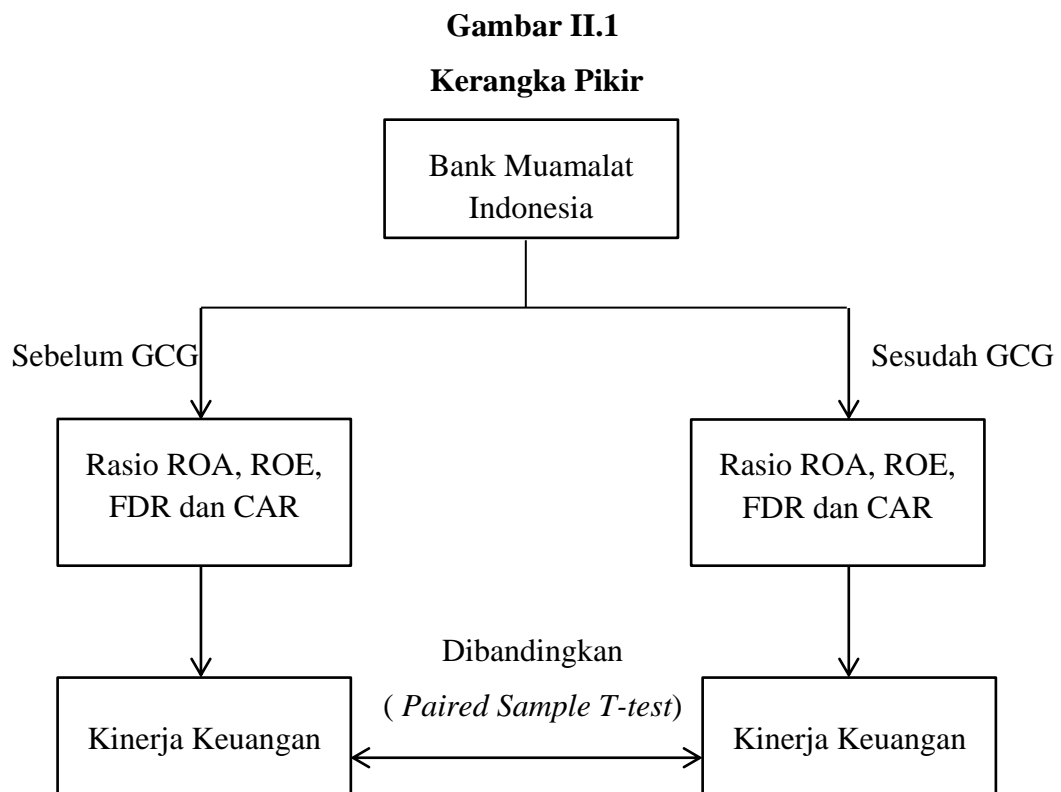 Gambar II.1
Kerangka Pikir
Bank Muamalat
Indonesia
Sebelum GCG
Sesudah GCG
Rasio ROA, ROE,
FDR dan CAR
Rasio ROA, ROE,
FDR dan CAR
Dibandingkan
( Paired Sample T-test)
Kinerja Keuangan
Kinerja Keuangan